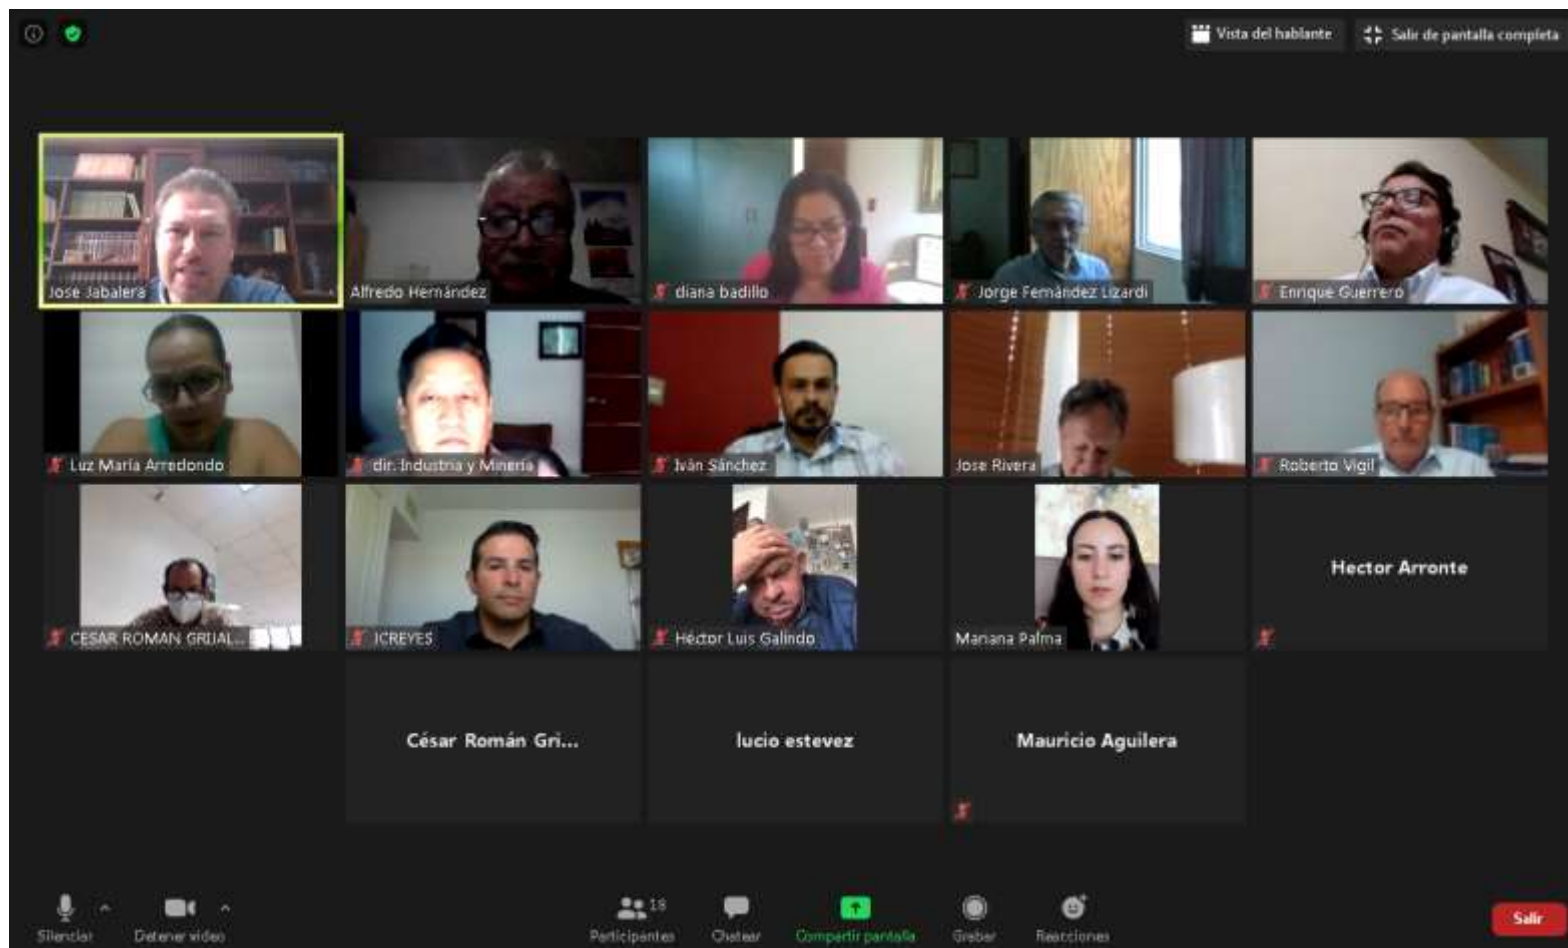 Vista del hablante
Salir de pantalla completa
Jose Jabalera
Alfredo Hernández
diana badillo
Jorge Fernández Lizardi
Enrique Guerrero
Luz María Arredondo
dir. Industria y Minería
Iván Sánchez
Jose Rivera
Roberto Vigil
CESAR ROMAN GRIJAL...
ICREYES
Héctor Luis Galindo
Mariana Palma
Hector Arronte
César Román Gri...
lucio estevez
Mauricio Aguilera
Silenciar
Detener video
18
Participantes
Chatear
Compartir pantalla
Grabar
Reacciones
Salir